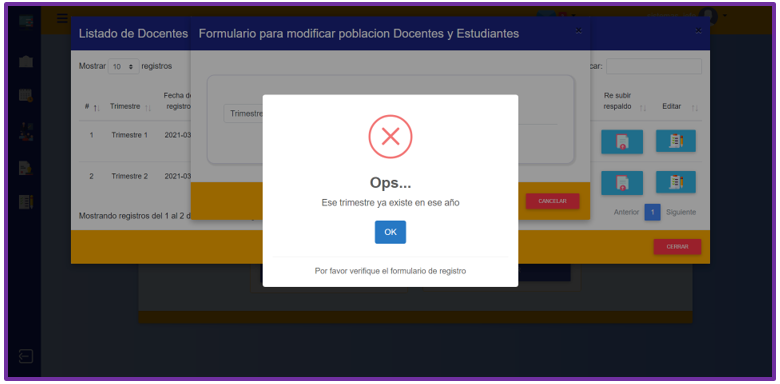 Listado de Docentes
Formulario para modificar poblacion Docentes y Estudiantes
×
×
Mostrar 10 registros
car:
# Trimestre
Fecha de
registro
Re subir
respaldo
Editar
Trimestre
1 Trimestre 1 2021-03
2 Trimestre 2 2021-03
Ops...
Ese trimestre ya existe en ese año
OK
Por favor verifique el formulario de registro
CANCELAR
Mostrando registros del 1 al 2 d
Anterior 1 Siguiente
CERRAR